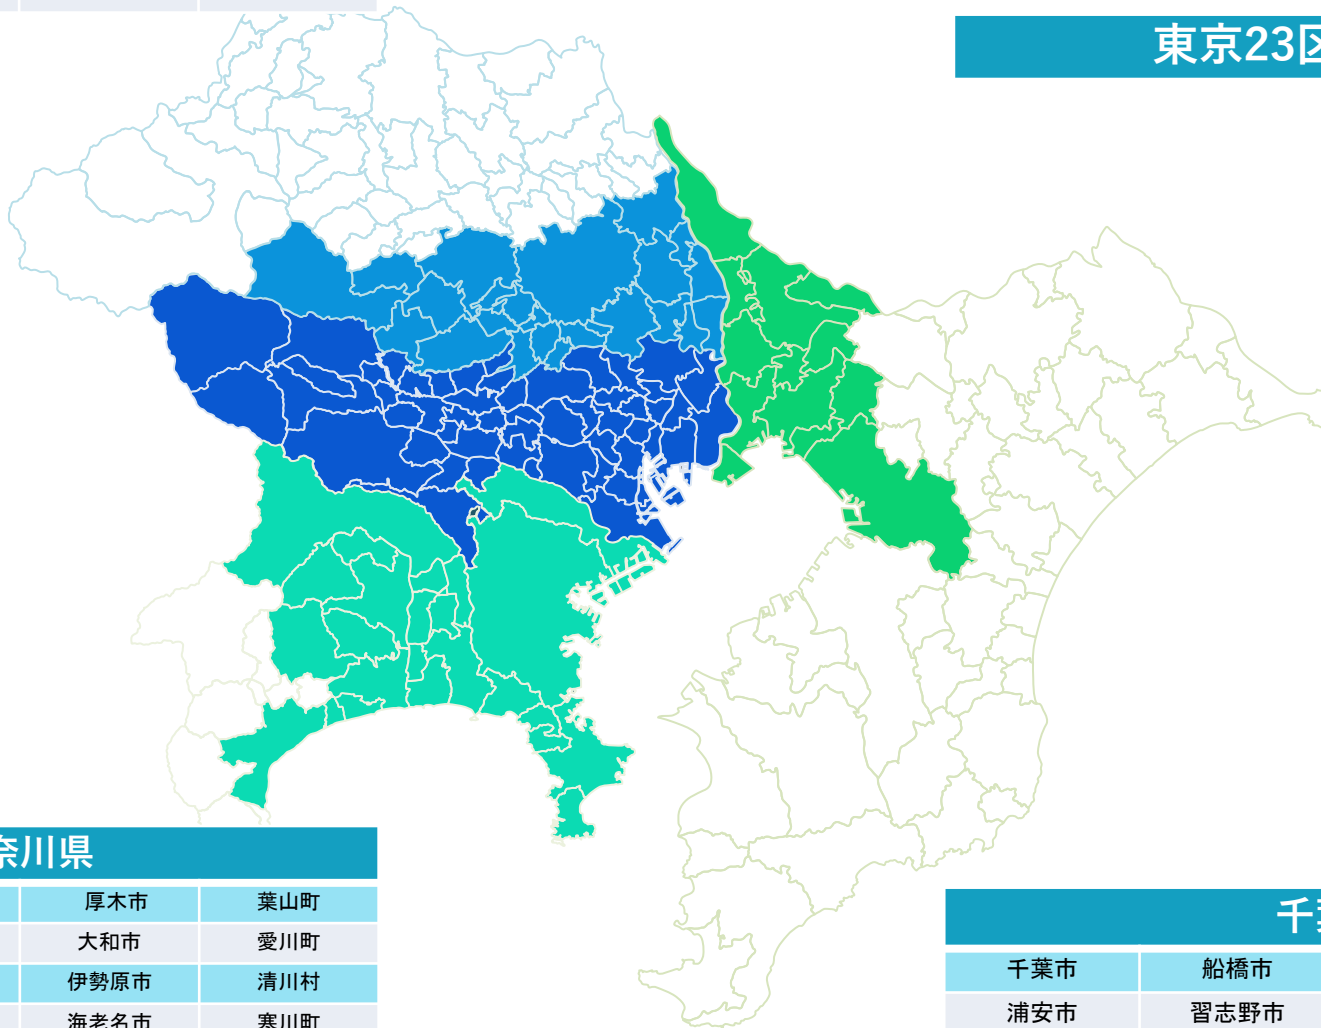 東京23区
奈川県
厚木市 葉山町
大和市 愛川町
伊勢原市 清川村
海老名市 寒川町
千葉
千葉市 船橋市
浦安市 習志野市